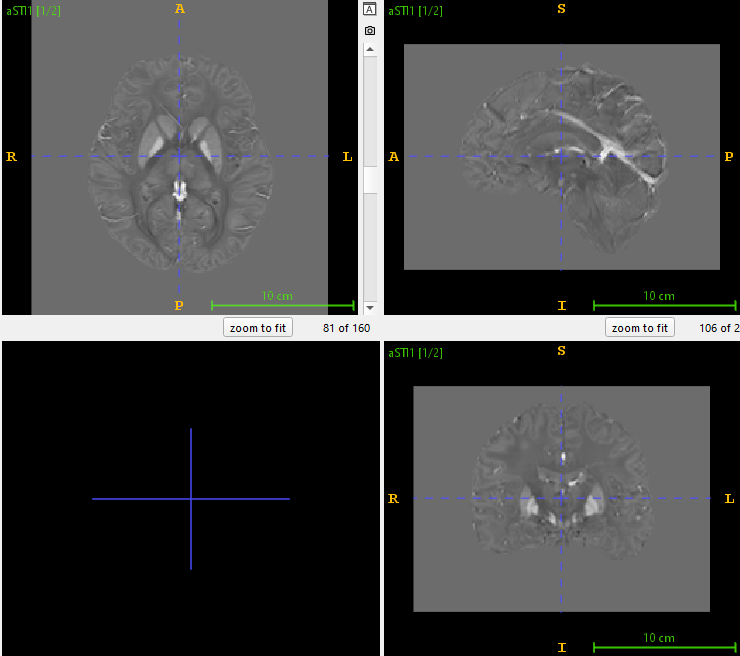 aSTI1 [1/2]
A
R
L
P
10 cm
zoom to fit
81 of 160
A
aSTI1 [1/2]
S
A
P
I
10 cm
zoom to fit
106 of 2
aSTI1 [1/2]
S
R
L
I
10 cm